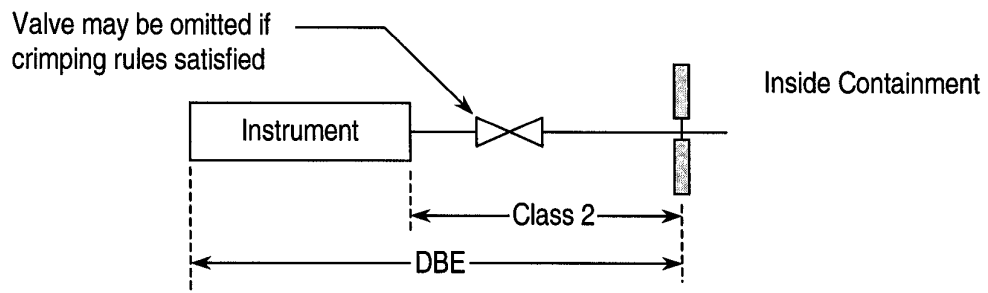 Valve may be omitted if
crimping rules satisfied
Inside Containment
Instrument
Class 2
DBE